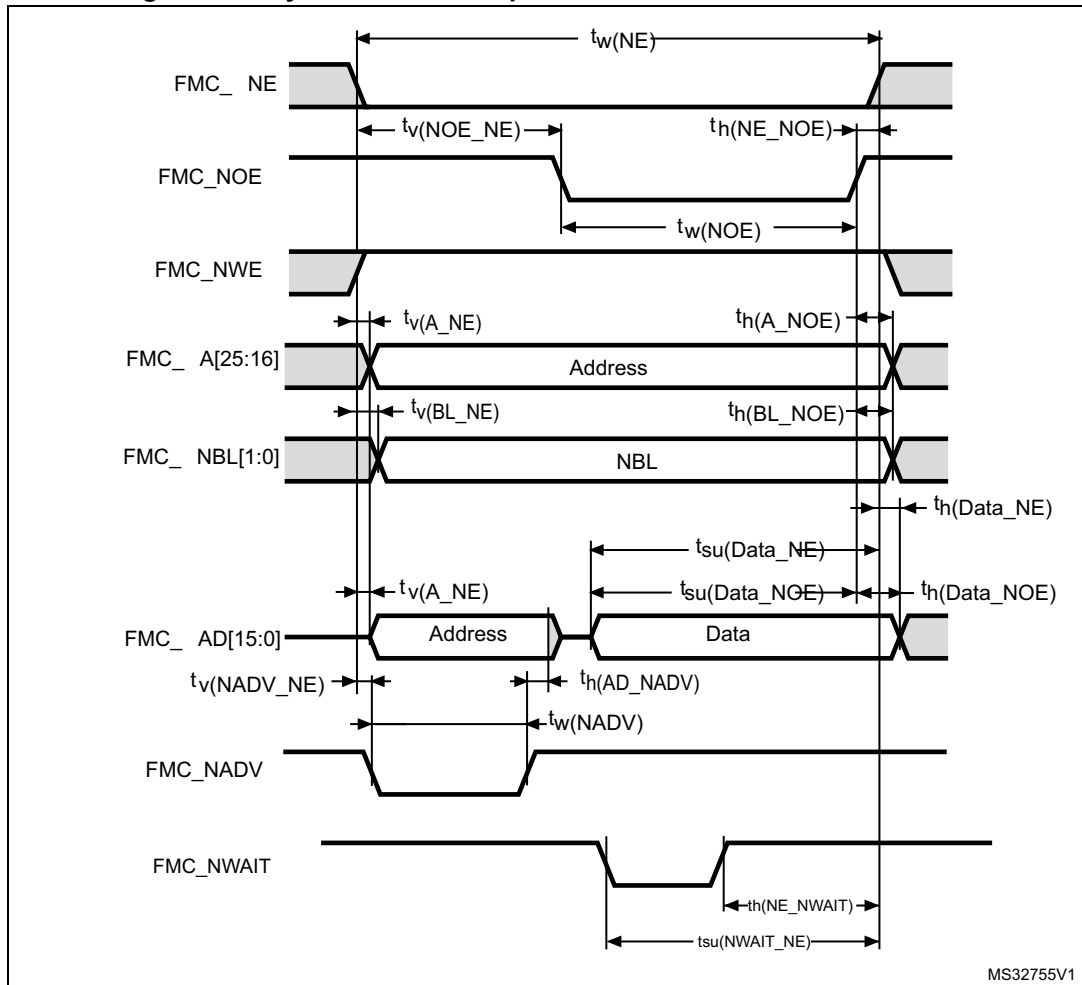 tw(NE)
FMC_ NE
tv(NOE_NE)
th(NE_NOE)
FMC_NOE
tw(NOE)
FMC_NWE
tv(A_NE)
th(A_NOE)
FMC_ A[25:16]
Address
tv(BL_NE)
th(BL_NOE)
FMC_ NBL[1:0]
NBL
th(Data_NE)
tsu(Data_NE)
tv(A_NE)
tsu(Data_NOE)
th(Data_NOE)
FMC_ AD[15:0]
Address
Data
tv(NADV_NE)
th(AD_NADV)
tw(NADV)
FMC_NADV
FMC_NWAIT
th(NE_NWAIT)
tsu(NWAIT_NE)
MS32755V1